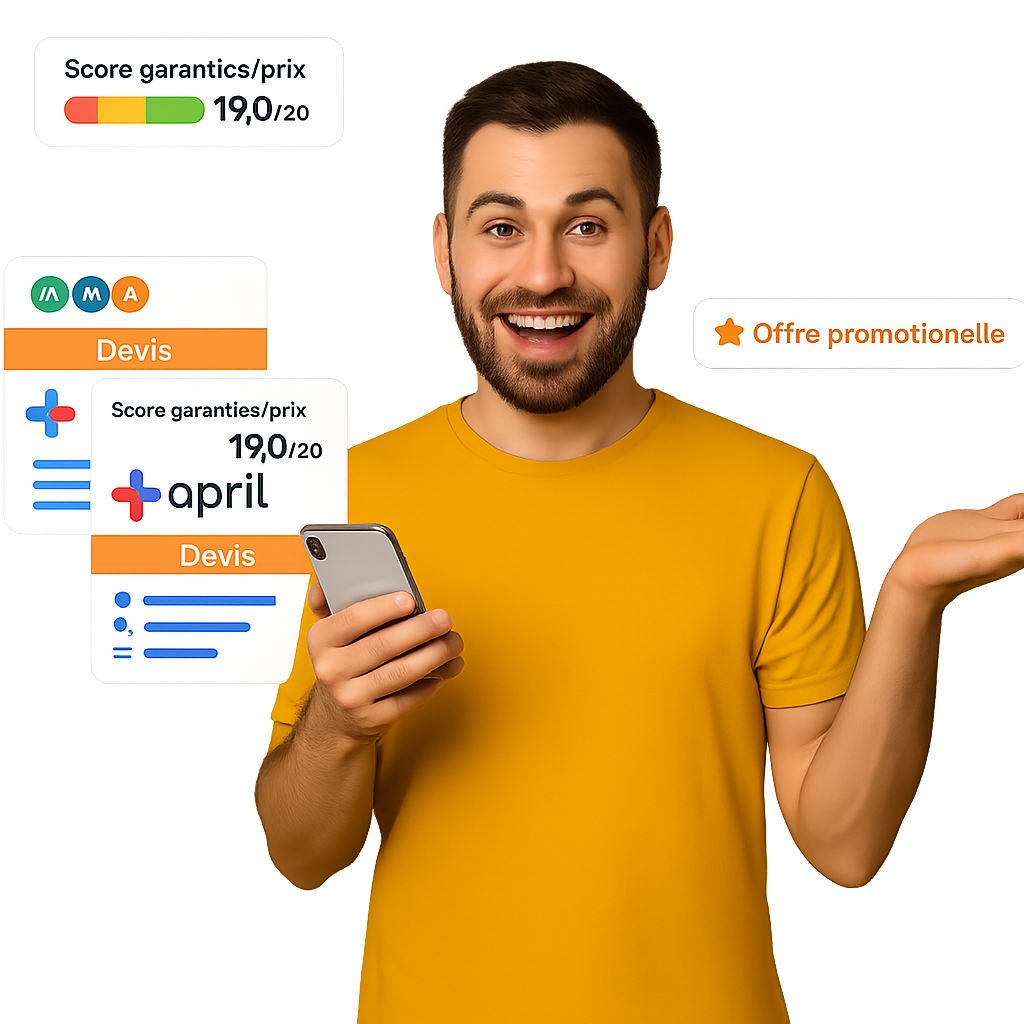 Score garantics/prix
19,0/20
M A
Devis
Offre promotionelle
Score garanties/prix
19,0/20
april
Devis